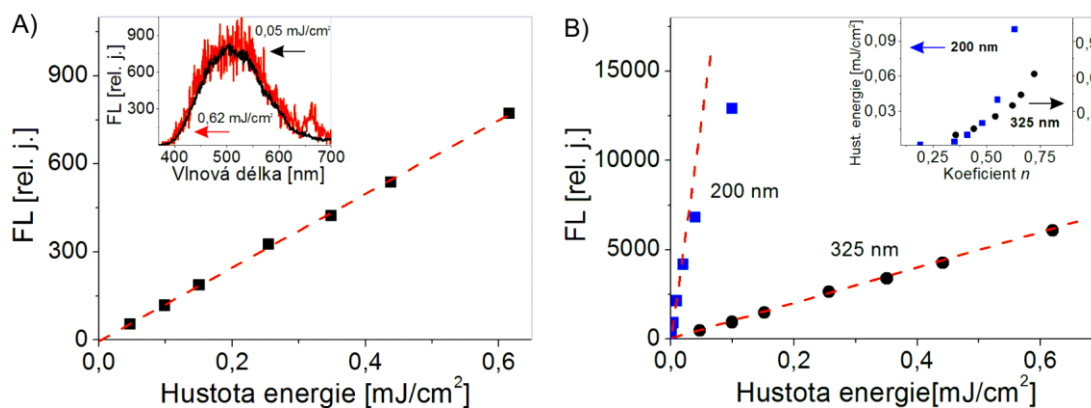 A)
FL [rel. j.]
900
600
300
0
0,0
0,2
0,4
0,6
Hustota energie [mJ/cm²]
FL [rel. j.]
900
600
300
400
500
600
700
Vlnová délka [nm]
0,05 mJ/cm²
0,62 mJ/cm²
B)
FL [rel. j.]
15000
10000
5000
0
0,0
0,2
0,4
0,6
Hustota energie[mJ/cm²]
200 nm
325 nm
Hust. energie [mJ/cm²]
0,09
0,06
0,03
0,25
0,50
0,75
Koeficient n
200 nm
325 nm